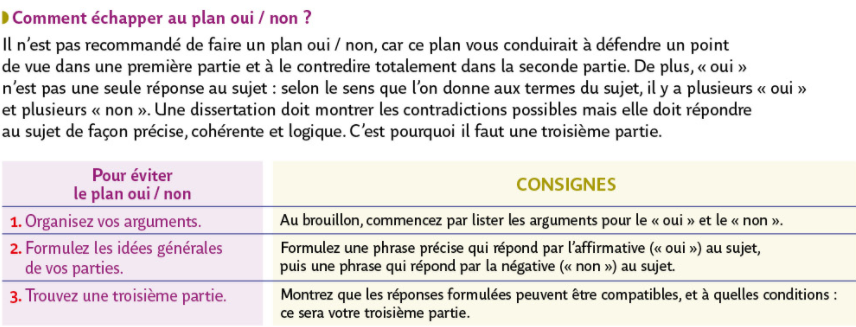 Comment échapper au plan oui / non ?
Il n'est pas recommandé de faire un plan oui / non, car ce plan vous conduirait à défendre un point
de vue dans une première partie et à le contredire totalement dans la seconde partie. De plus, « oui »
n'est pas une seule réponse au sujet : selon le sens que l'on donne aux termes du sujet, il y a plusieurs « oui »
et plusieurs « non ». Une dissertation doit montrer les contradictions possibles mais elle doit répondre
au sujet de façon précise, cohérente et logique. C'est pourquoi il faut une troisième partie.
Pour éviter
le plan oui / non
CONSIGNES
1. Organisez vos arguments.
Au brouillon, commencez par lister les arguments pour le « oui » et le « non ».
2. Formulez les idées générales
de vos parties.
Formulez une phrase précise qui répond par l'affirmative (« oui ») au sujet,
puis une phrase qui répond par la négative (« non ») au sujet.
3. Trouvez une troisième partie.
Montrez que les réponses formulées peuvent être compatibles, et à quelles conditions :
ce sera votre troisième partie.